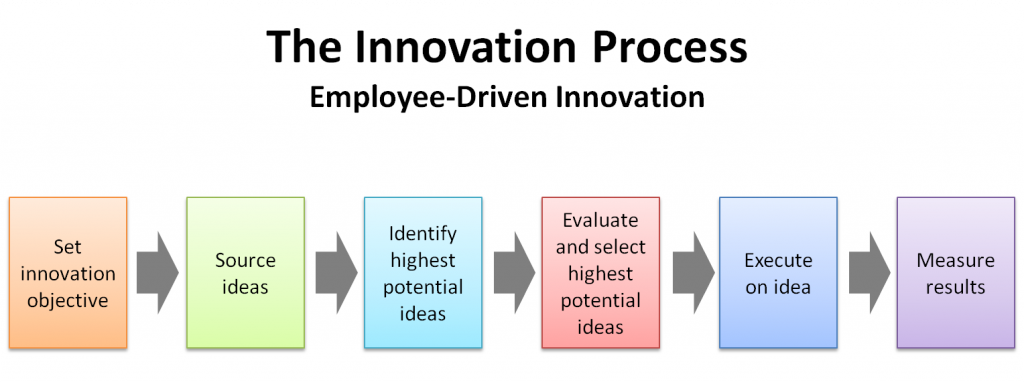 The Innovation Process
Employee-Driven Innovation
Set
innovation
objective
Source
ideas
Identify
highest
potential
ideas
Evaluate
and select
highest
potential
ideas
Execute
on idea
Measure
results